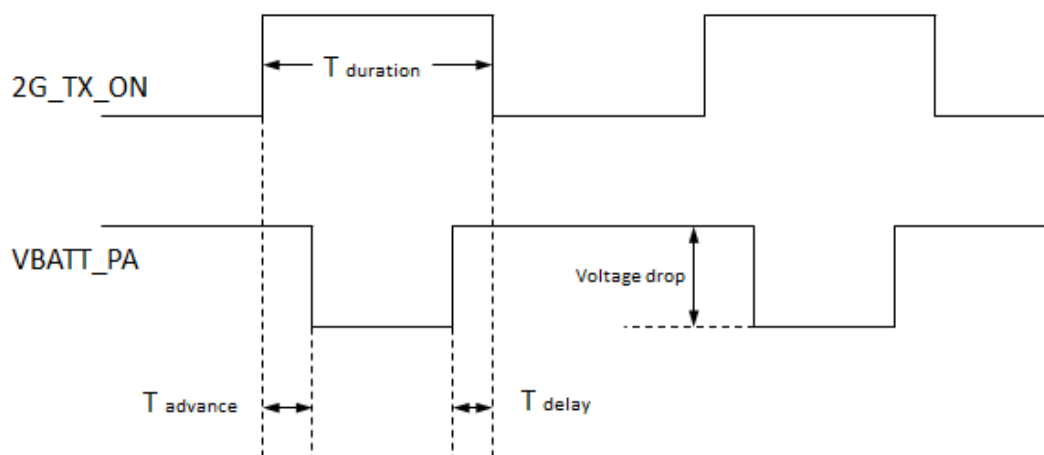 T duration
2G_TX_ON
VBATT_PA
Voltage drop
T advance
T delay